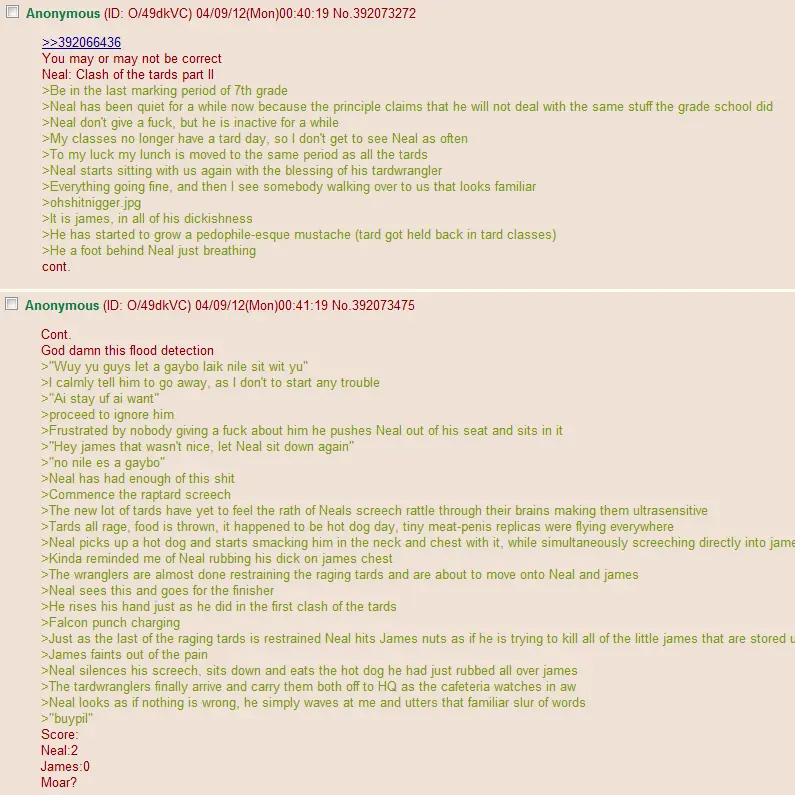 Anonymous (ID: O/49dkVC) 04/09/12(Mon)00:40:19 No.392073272
>>392066436
You may or may not be correct
Neal: Clash of the tards part II
>Be in the last marking period of 7th grade
>Neal has been quiet for a while now because the principle claims that he will not deal with the same stuff the grade school did
>Neal don't give a fuck, but he is inactive for a while
>My classes no longer have a tard day, so I don't get to see Neal as often
>To my luck my lunch is moved to the same period as all the tards
>Neal starts sitting with us again with the blessing of his tardwrangler
>Everything going fine, and then I see somebody walking over to us that looks familiar
>ohshitnigger.jpg
>It is james, in all of his dickishness
>He has started to grow a pedophile-esque mustache (tard got held back in tard classes)
>He a foot behind Neal just breathing
cont.
Anonymous (ID: O/49dkVC) 04/09/12(Mon)00:41:19 No.392073475
Cont.
God damn this flood detection
>"Wuy yu guys let a gaybo laik nile sit wit yu"
>I calmly tell him to go away, as I don't to start any trouble
>"Ai stay uf ai want"
>proceed to ignore him
>Frustrated by nobody giving a fuck about him he pushes Neal out of his seat and sits in it
>"Hey james that wasn't nice, let Neal sit down again"
>"no nile es a gaybo"
>Neal has had enough of this shit
>Commence the raptard screech
>The new lot of tards have yet to feel the rath of Neals screech rattle through their brains making them ultrasensitive
>Tards all rage, food is thrown, it happened to be hot dog day, tiny meat-penis replicas were flying everywhere
>Neal picks up a hot dog and starts smacking him in the neck and chest with it, while simultaneously screeching directly into jame
>Kinda reminded me of Neal rubbing his dick on james chest
>The wranglers are almost done restraining the raging tards and are about to move onto Neal and james
>Neal sees this and goes for the finisher
>He rises his hand just as he did in the first clash of the tards
>Falcon punch charging
>Just as the last of the raging tards is restrained Neal hits James nuts as if he is trying to kill all of the little james that are stored u
>James faints out of the pain
>Neal silences his screech, sits down and eats the hot dog he had just rubbed all over james
>The tardwranglers finally arrive and carry them both off to HQ as the cafeteria watches in aw
>Neal looks as if nothing is wrong, he simply waves at me and utters that familiar slur of words
>"buypil"
Score:
Neal:2
James:0
Moar?